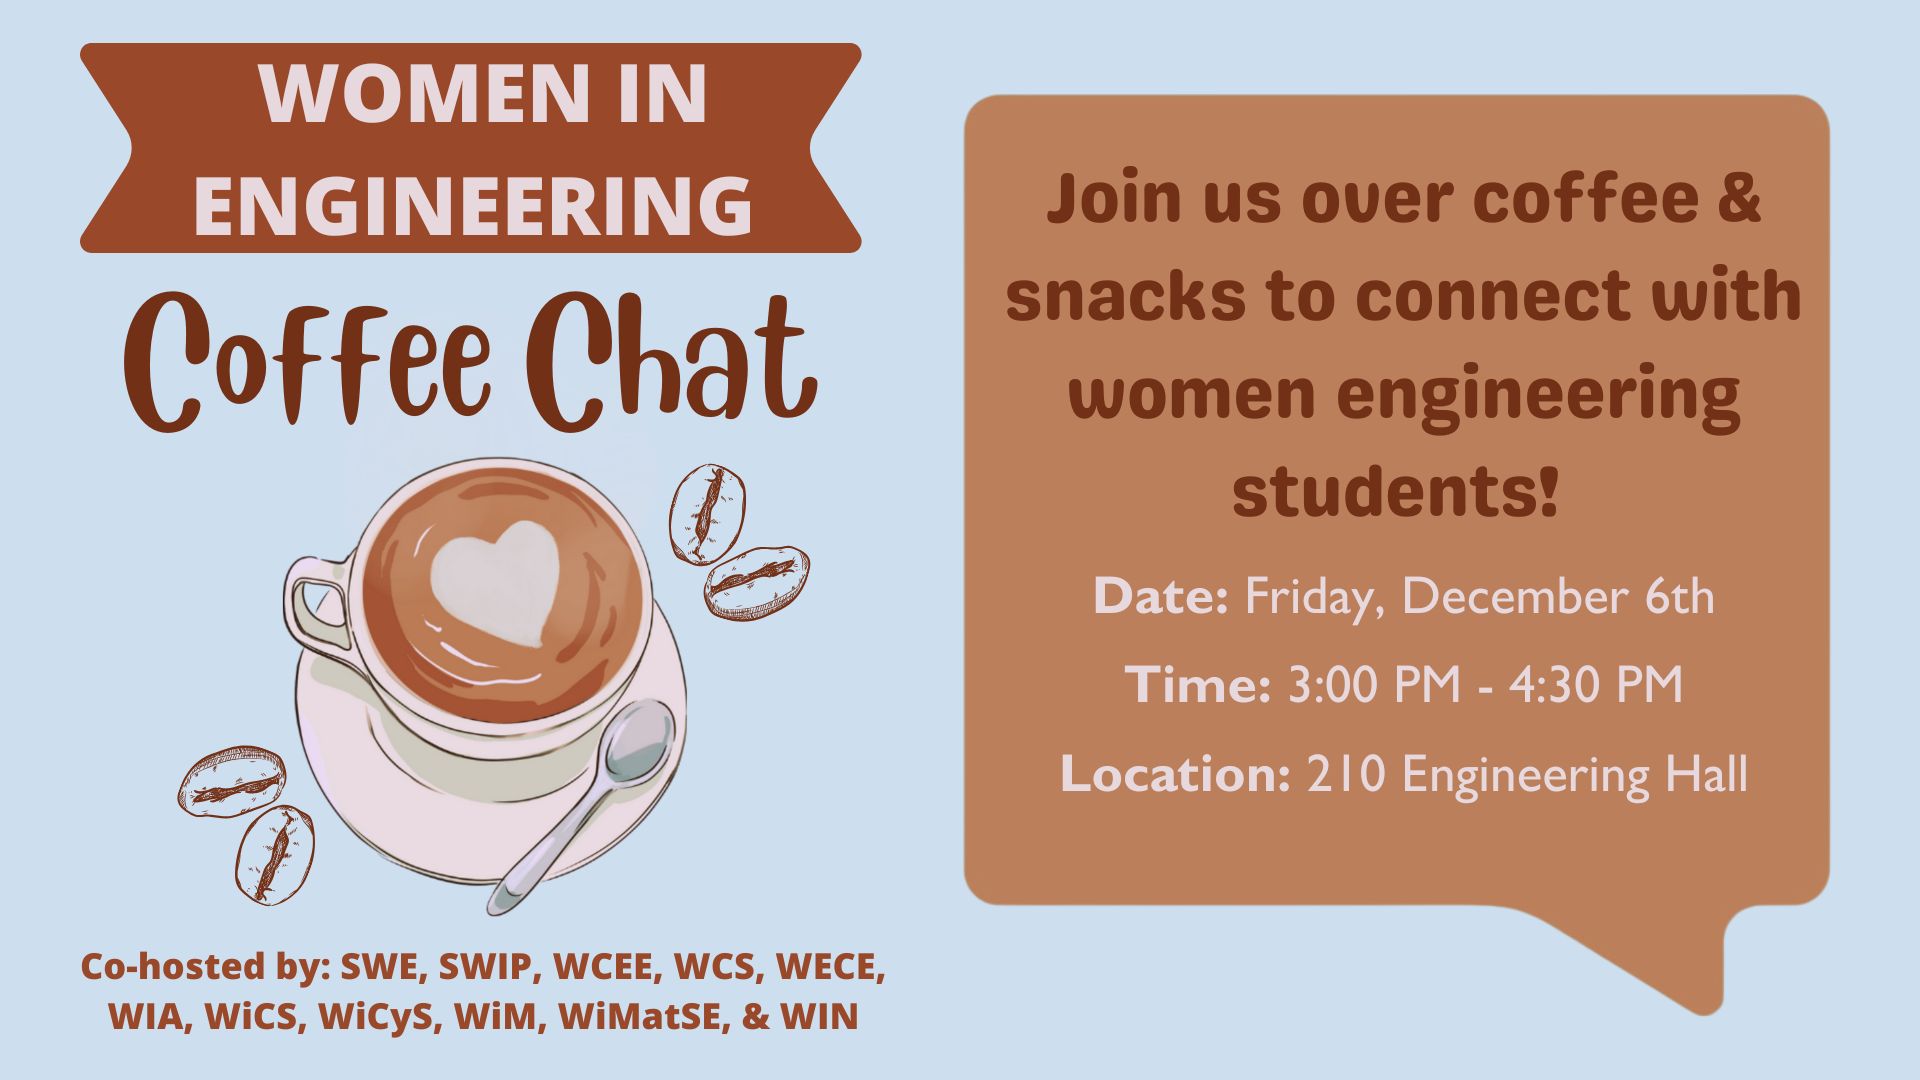 WOMEN IN
ENGINEERING
Coffee Chat
Co-hosted by: SWE, SWIP, WCEE, WCS, WECE,
WIA, WiCS, WiCyS, WiM, WiMatSE, & WIN
Join us over coffee &
snacks to connect with
women engineering
students!
Date: Friday, December 6th
Time: 3:00 PM - 4:30 PM
Location: 210 Engineering Hall